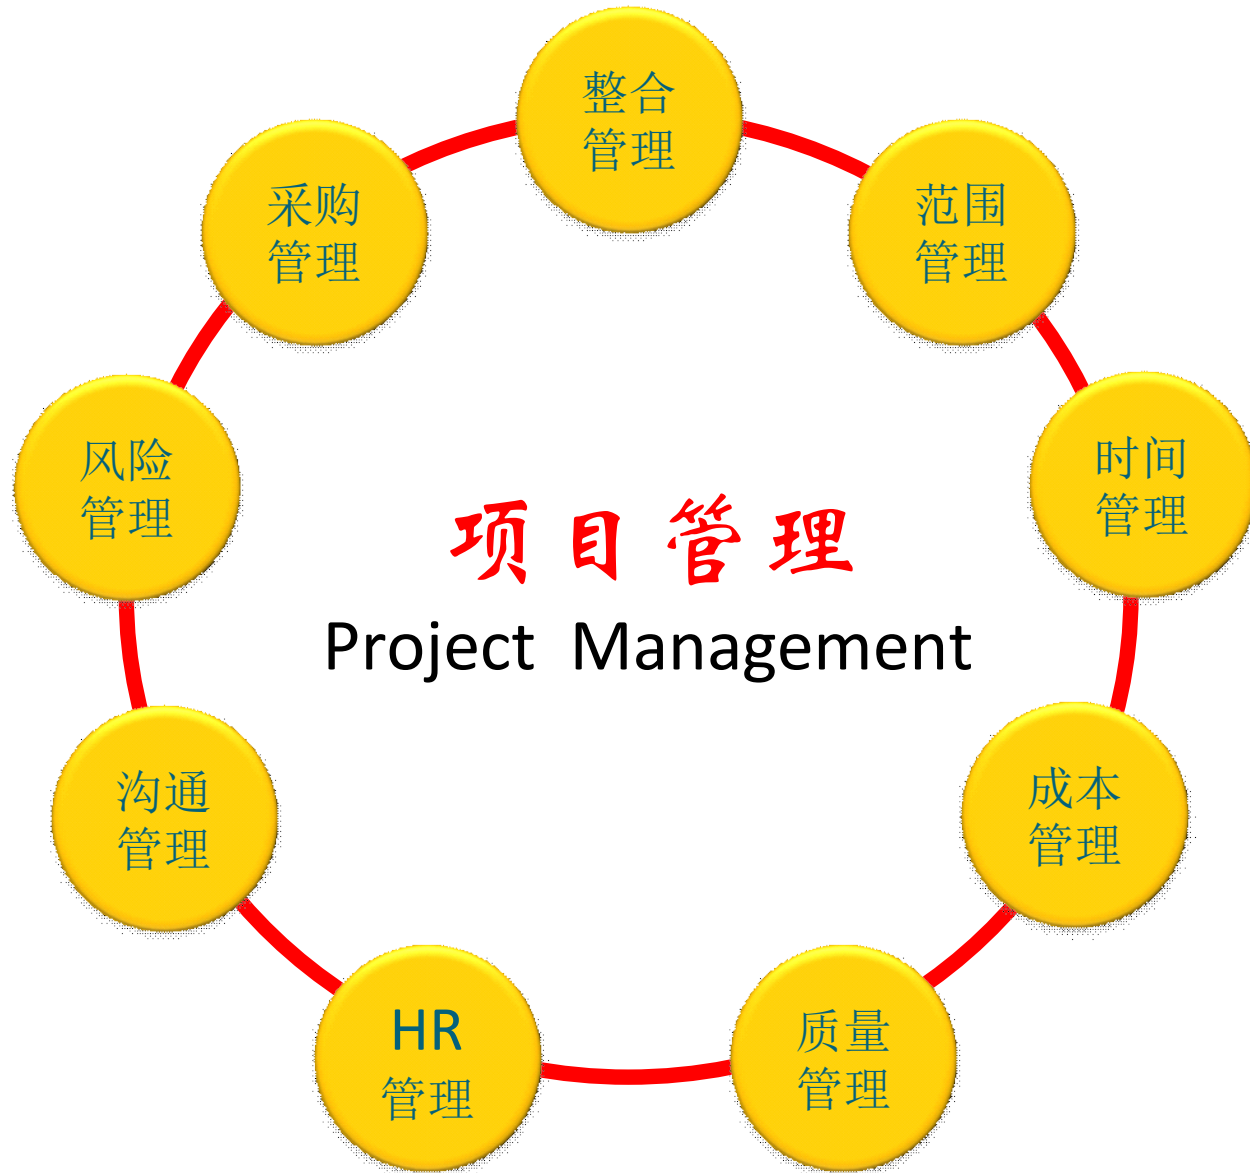 整合
管理
范围
管理
时间
管理
成本
管理
质量
管理
HR
管理
沟通
管理
风险
管理
采购
管理
项目管理
Project Management